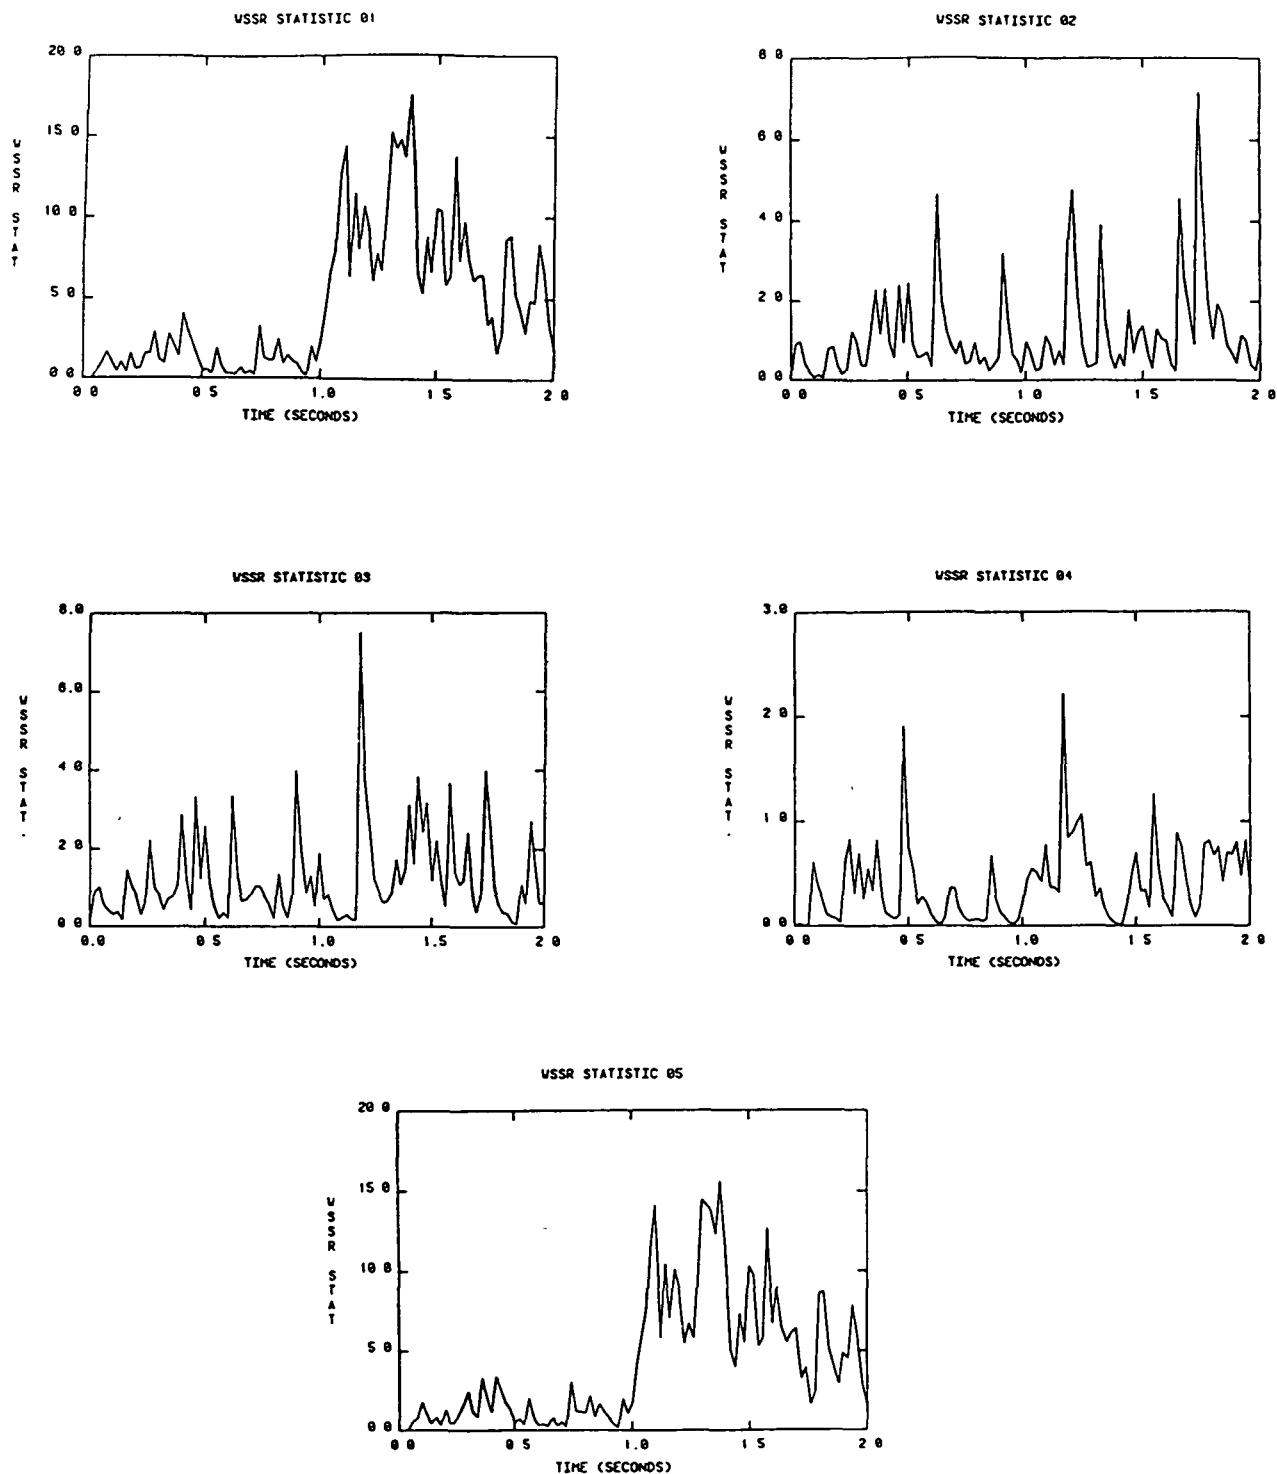 WSSR STATISTIC 01
20 0
15 0
10 0
5 0
0 0
WSSR STAT
0 0 0 5 1.0 1 5 2 0
TIME (SECONDS)
WSSR STATISTIC 02
8 0
6 0
4 0
2 0
0 0
WSSR STAT
0 0 0 5 1 0 1 5 2 0
TIME (SECONDS)
WSSR STATISTIC 03
8.0
6.0
4 0
2 0
0 0
WSSR STAT.
0.0 0 5 1.0 1.5 2 0
TIME (SECONDS)
WSSR STATISTIC 04
3.0
2 0
1 0
0 0
WSSR STAT.
0 0 0 5 1 0 1 5 2 0
TIME (SECONDS)
WSSR STATISTIC 05
20 0
15 0
10 0
5 0
0 0
WSSR STAT
0 0 0 5 1.0 1 5 2 0
TIME (SECONDS)